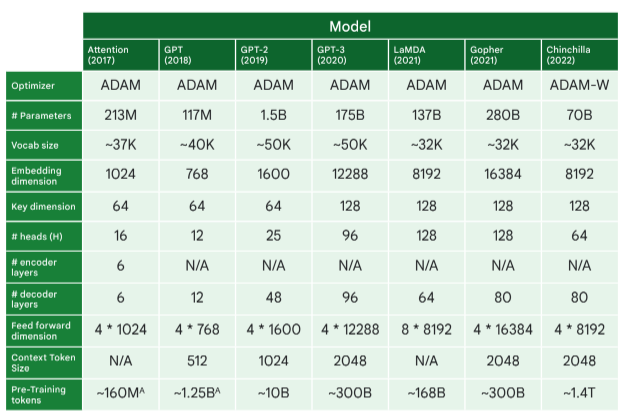 Model
Attention (2017) GPT (2018) GPT-2 (2019) GPT-3 (2020) LaMDA (2021) Gopher (2021) Chinchilla (2022)
Optimizer ADAM ADAM ADAM ADAM ADAM ADAM ADAM-W
# Parameters 213M 117M 1.5B 175B 137B 280B 70B
Vocab size ~37K ~40K ~50K ~50K ~32K ~32K ~32K
Embedding dimension 1024 768 1600 12288 8192 16384 8192
Key dimension 64 64 64 128 128 128 128
# heads (H) 16 12 25 96 128 128 64
# encoder layers 6 N/A N/A N/A N/A N/A N/A
# decoder layers 6 12 48 96 64 80 80
Feed forward dimension 4 * 1024 4 * 768 4 * 1600 4 * 12288 8 * 8192 4 * 16384 4 * 8192
Context Token Size N/A 512 1024 2048 N/A 2048 2048
Pre-Training tokens ~160Mᴬ ~1.25Bᴬ ~10B ~300B ~168B ~300B ~1.4T